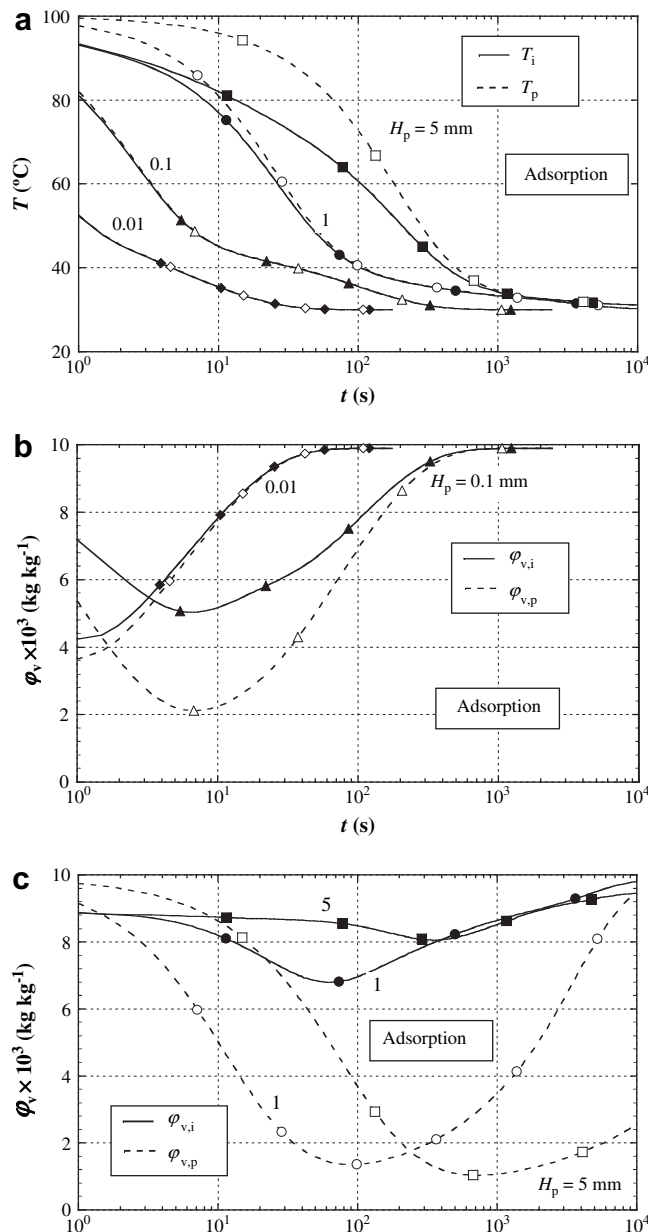 a
100
80
60
40
20
T (ºC)
T_i
T_p
H_p = 5 mm
Adsorption
0.1
0.01
1
10^0 10^1 10^2 10^3 10^4
t (s)
b
10
8
6
4
2
0
φ_v ×10^3 (kg kg^-1)
0.01
H_p = 0.1 mm
φ_v,i
φ_v,p
Adsorption
10^0 10^1 10^2 10^3 10^4
t (s)
c
10
8
6
4
2
0
φ_v ×10^3 (kg kg^-1)
5
1
Adsorption
1
φ_v,i
φ_v,p
H_p = 5 mm
10^0 10^1 10^2 10^3 10^4